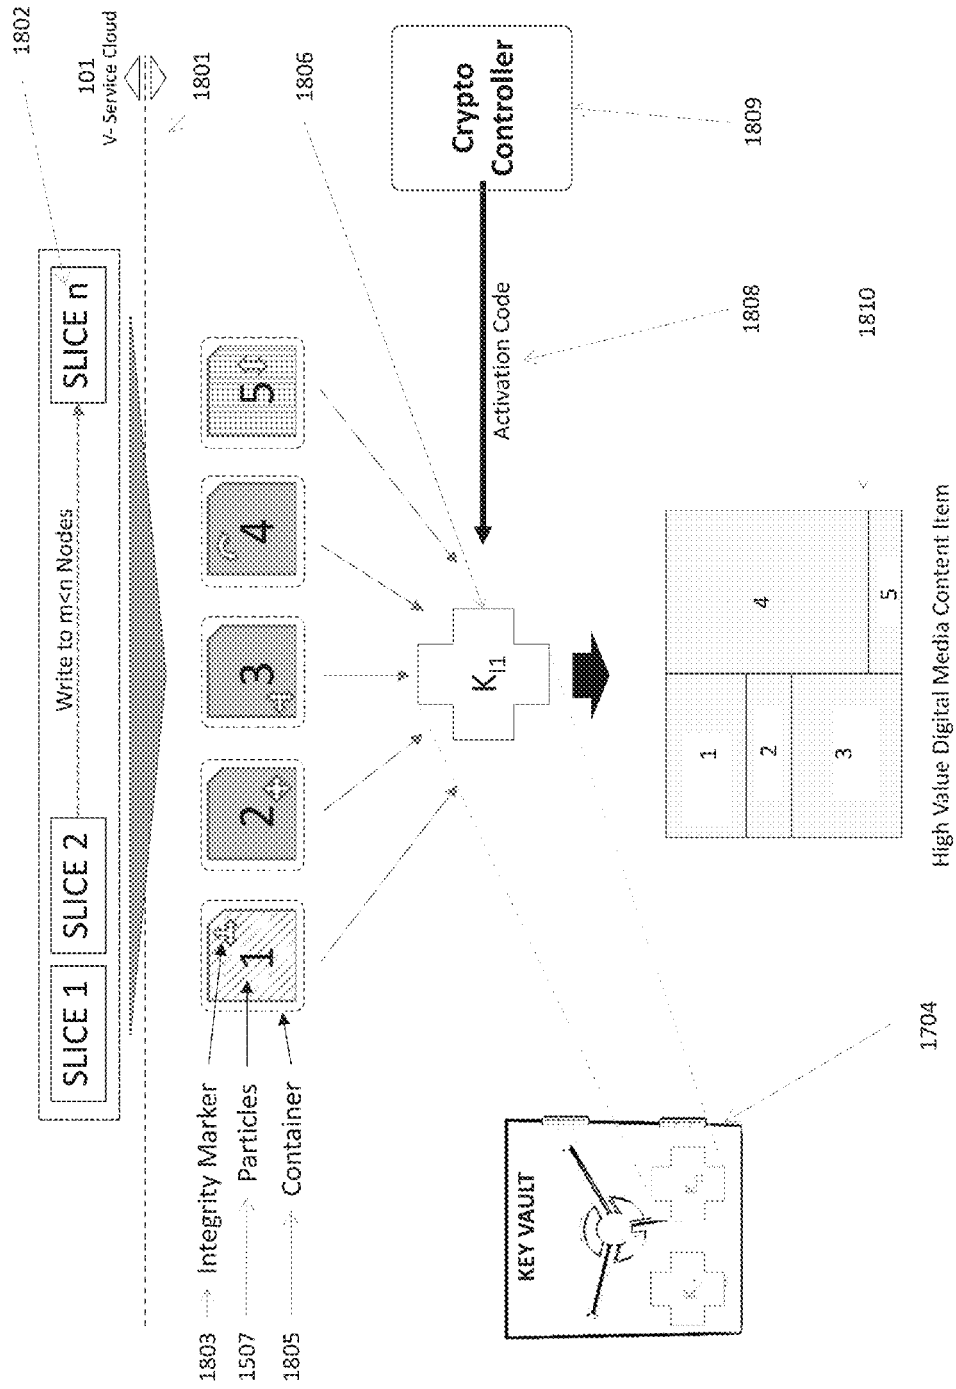 1802
SLICE 1
SLICE 2
Write to m<n Nodes
SLICE n
101
V- Service Cloud
1801
1803
Integrity Marker
1507
Particles
1805
Container
1
2
3
4
5
1806
KEY VAULT
K
I1
Activation Code
Crypto
Controller
1809
1808
1704
1
2
3
4
5
1810
High Value Digital Media Content Item